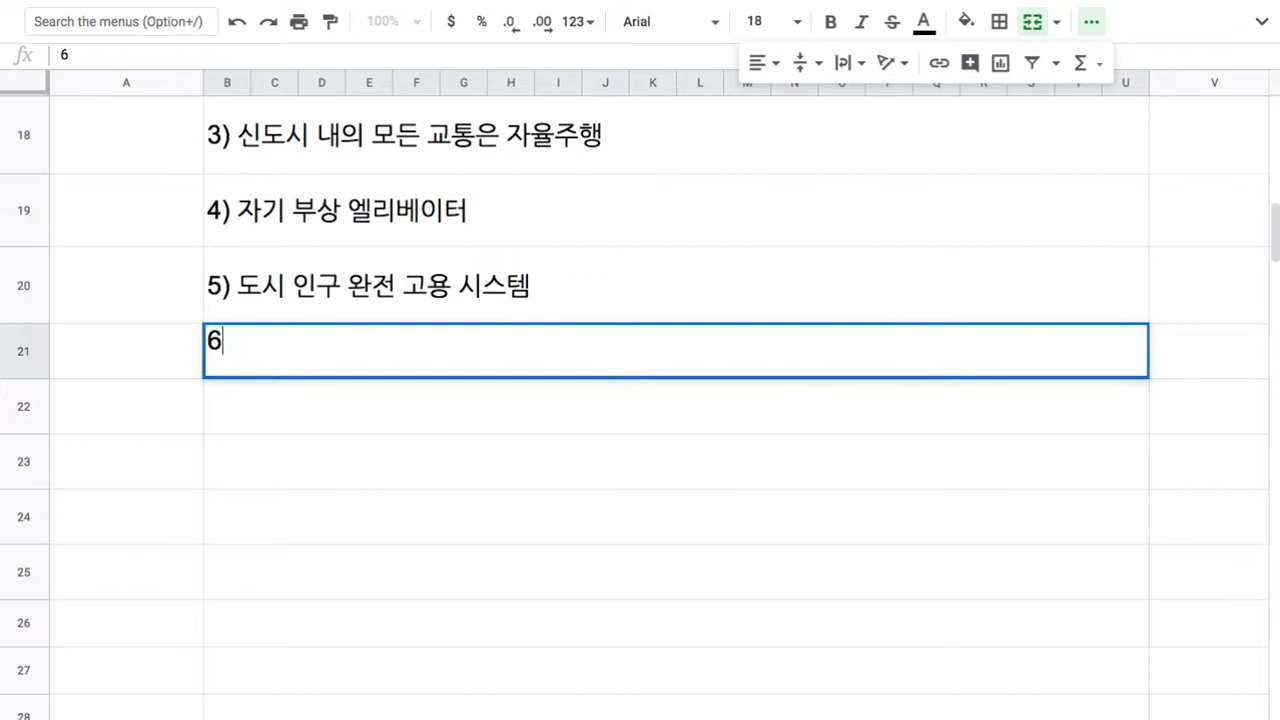 Search the menus (Option+/)
100%
$ % .0 .00 123
Arial
18
B I S A
fx 6
A B C D E F G H I J K L U V
18 3) 신도시 내의 모든 교통은 자율주행
19 4) 자기 부상 엘리베이터
20 5) 도시 인구 완전 고용 시스템
21 6
22
23
24
25
26
27
28